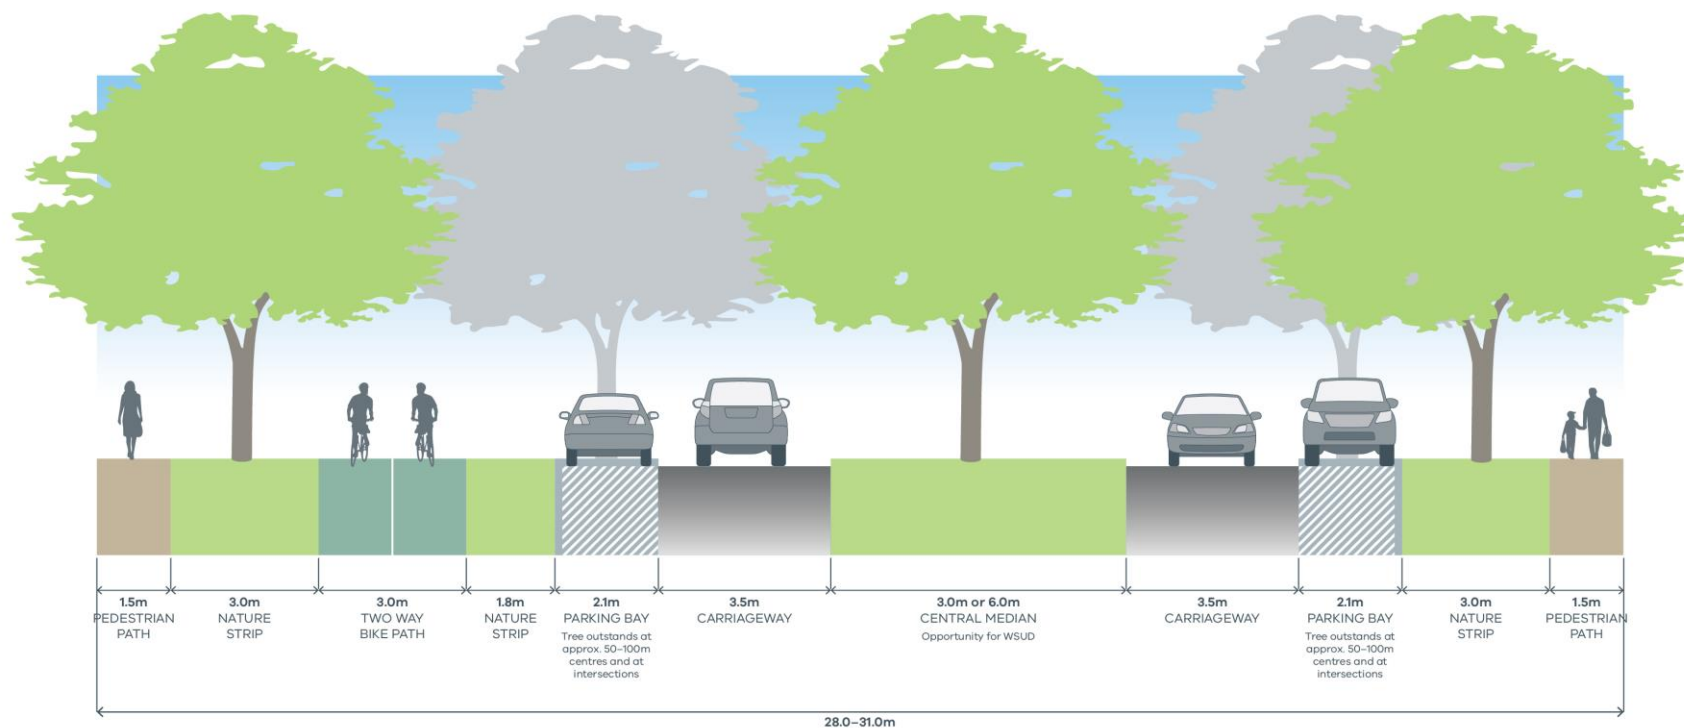 1.5m
PEDESTRIAN
PATH
3.0m
NATURE
STRIP
3.0m
TWO WAY
BIKE PATH
1.8m
NATURE
STRIP
2.1m
PARKING BAY
Tree outstands at
approx. 50–100m
centres and at
intersections
3.5m
CARRIAGEWAY
3.0m or 6.0m
CENTRAL MEDIAN
Opportunity for WSUD
3.5m
CARRIAGEWAY
2.1m
PARKING BAY
Tree outstands at
approx. 50–100m
centres and at
intersections
3.0m
NATURE
STRIP
1.5m
PEDESTRIAN
PATH
28.0–31.0m